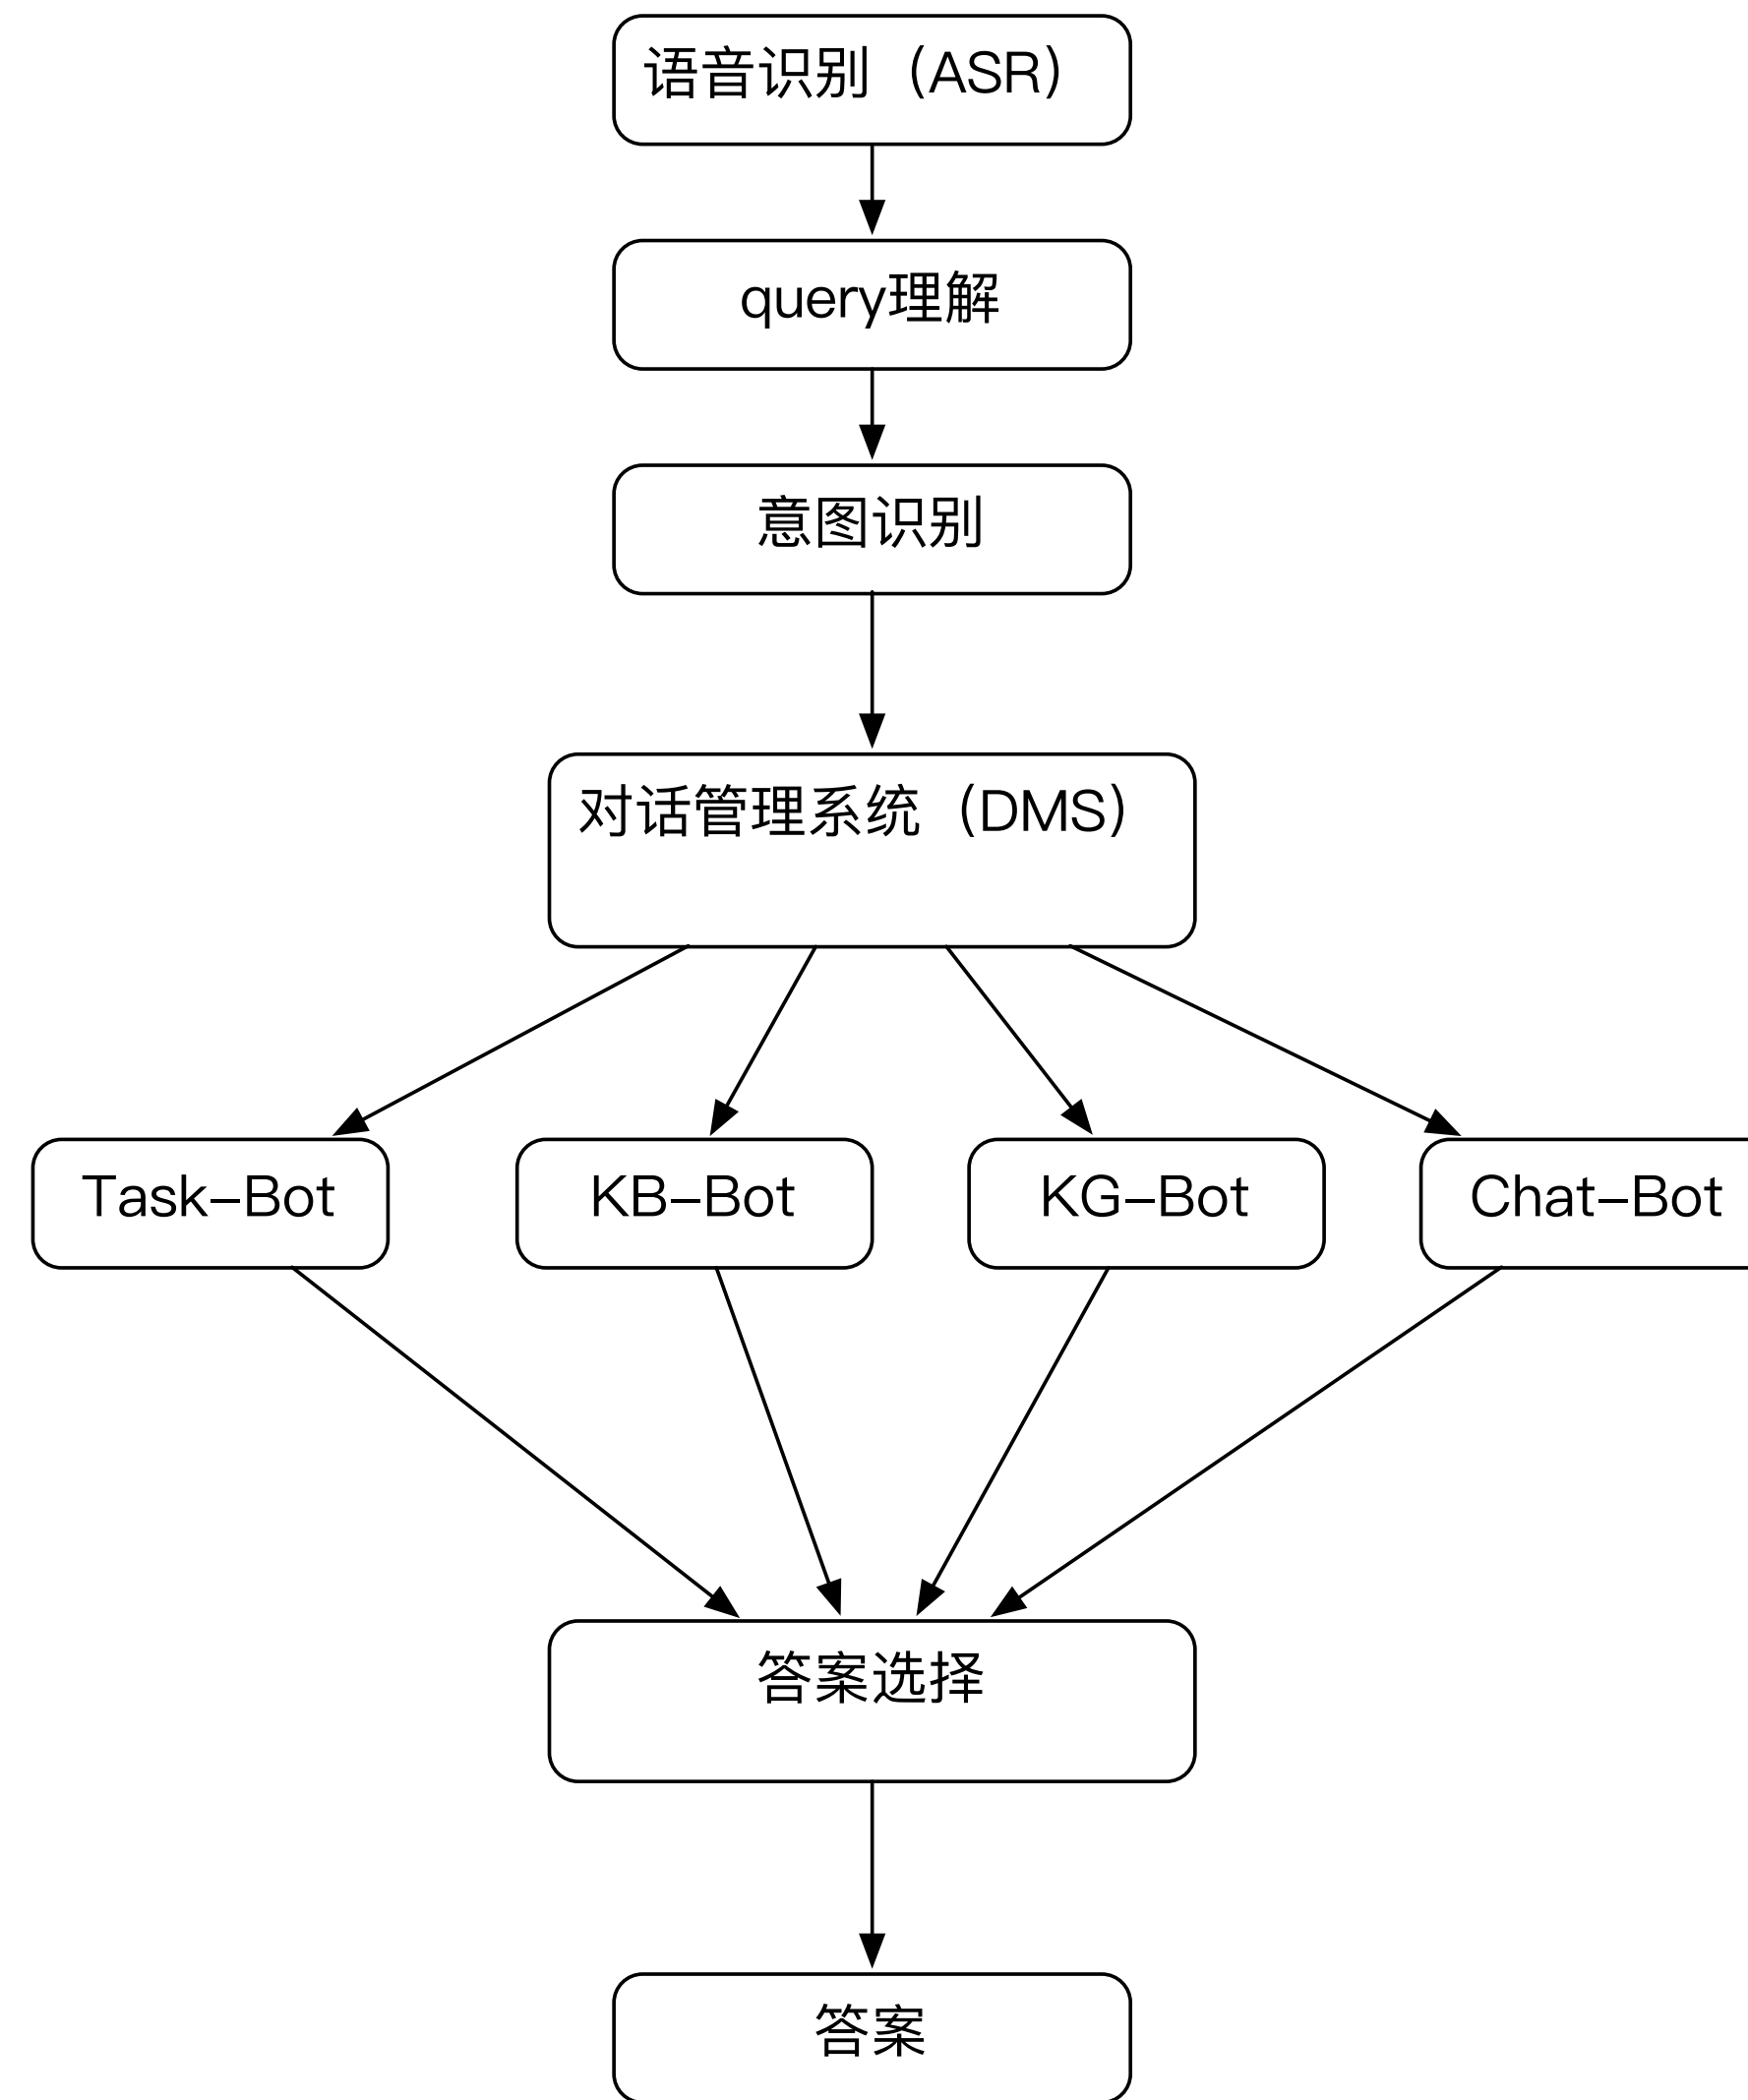 语音识别（ASR）
query理解
意图识别
对话管理系统（DMS）
Task–Bot
KB–Bot
KG–Bot
Chat–Bot
答案选择
答案